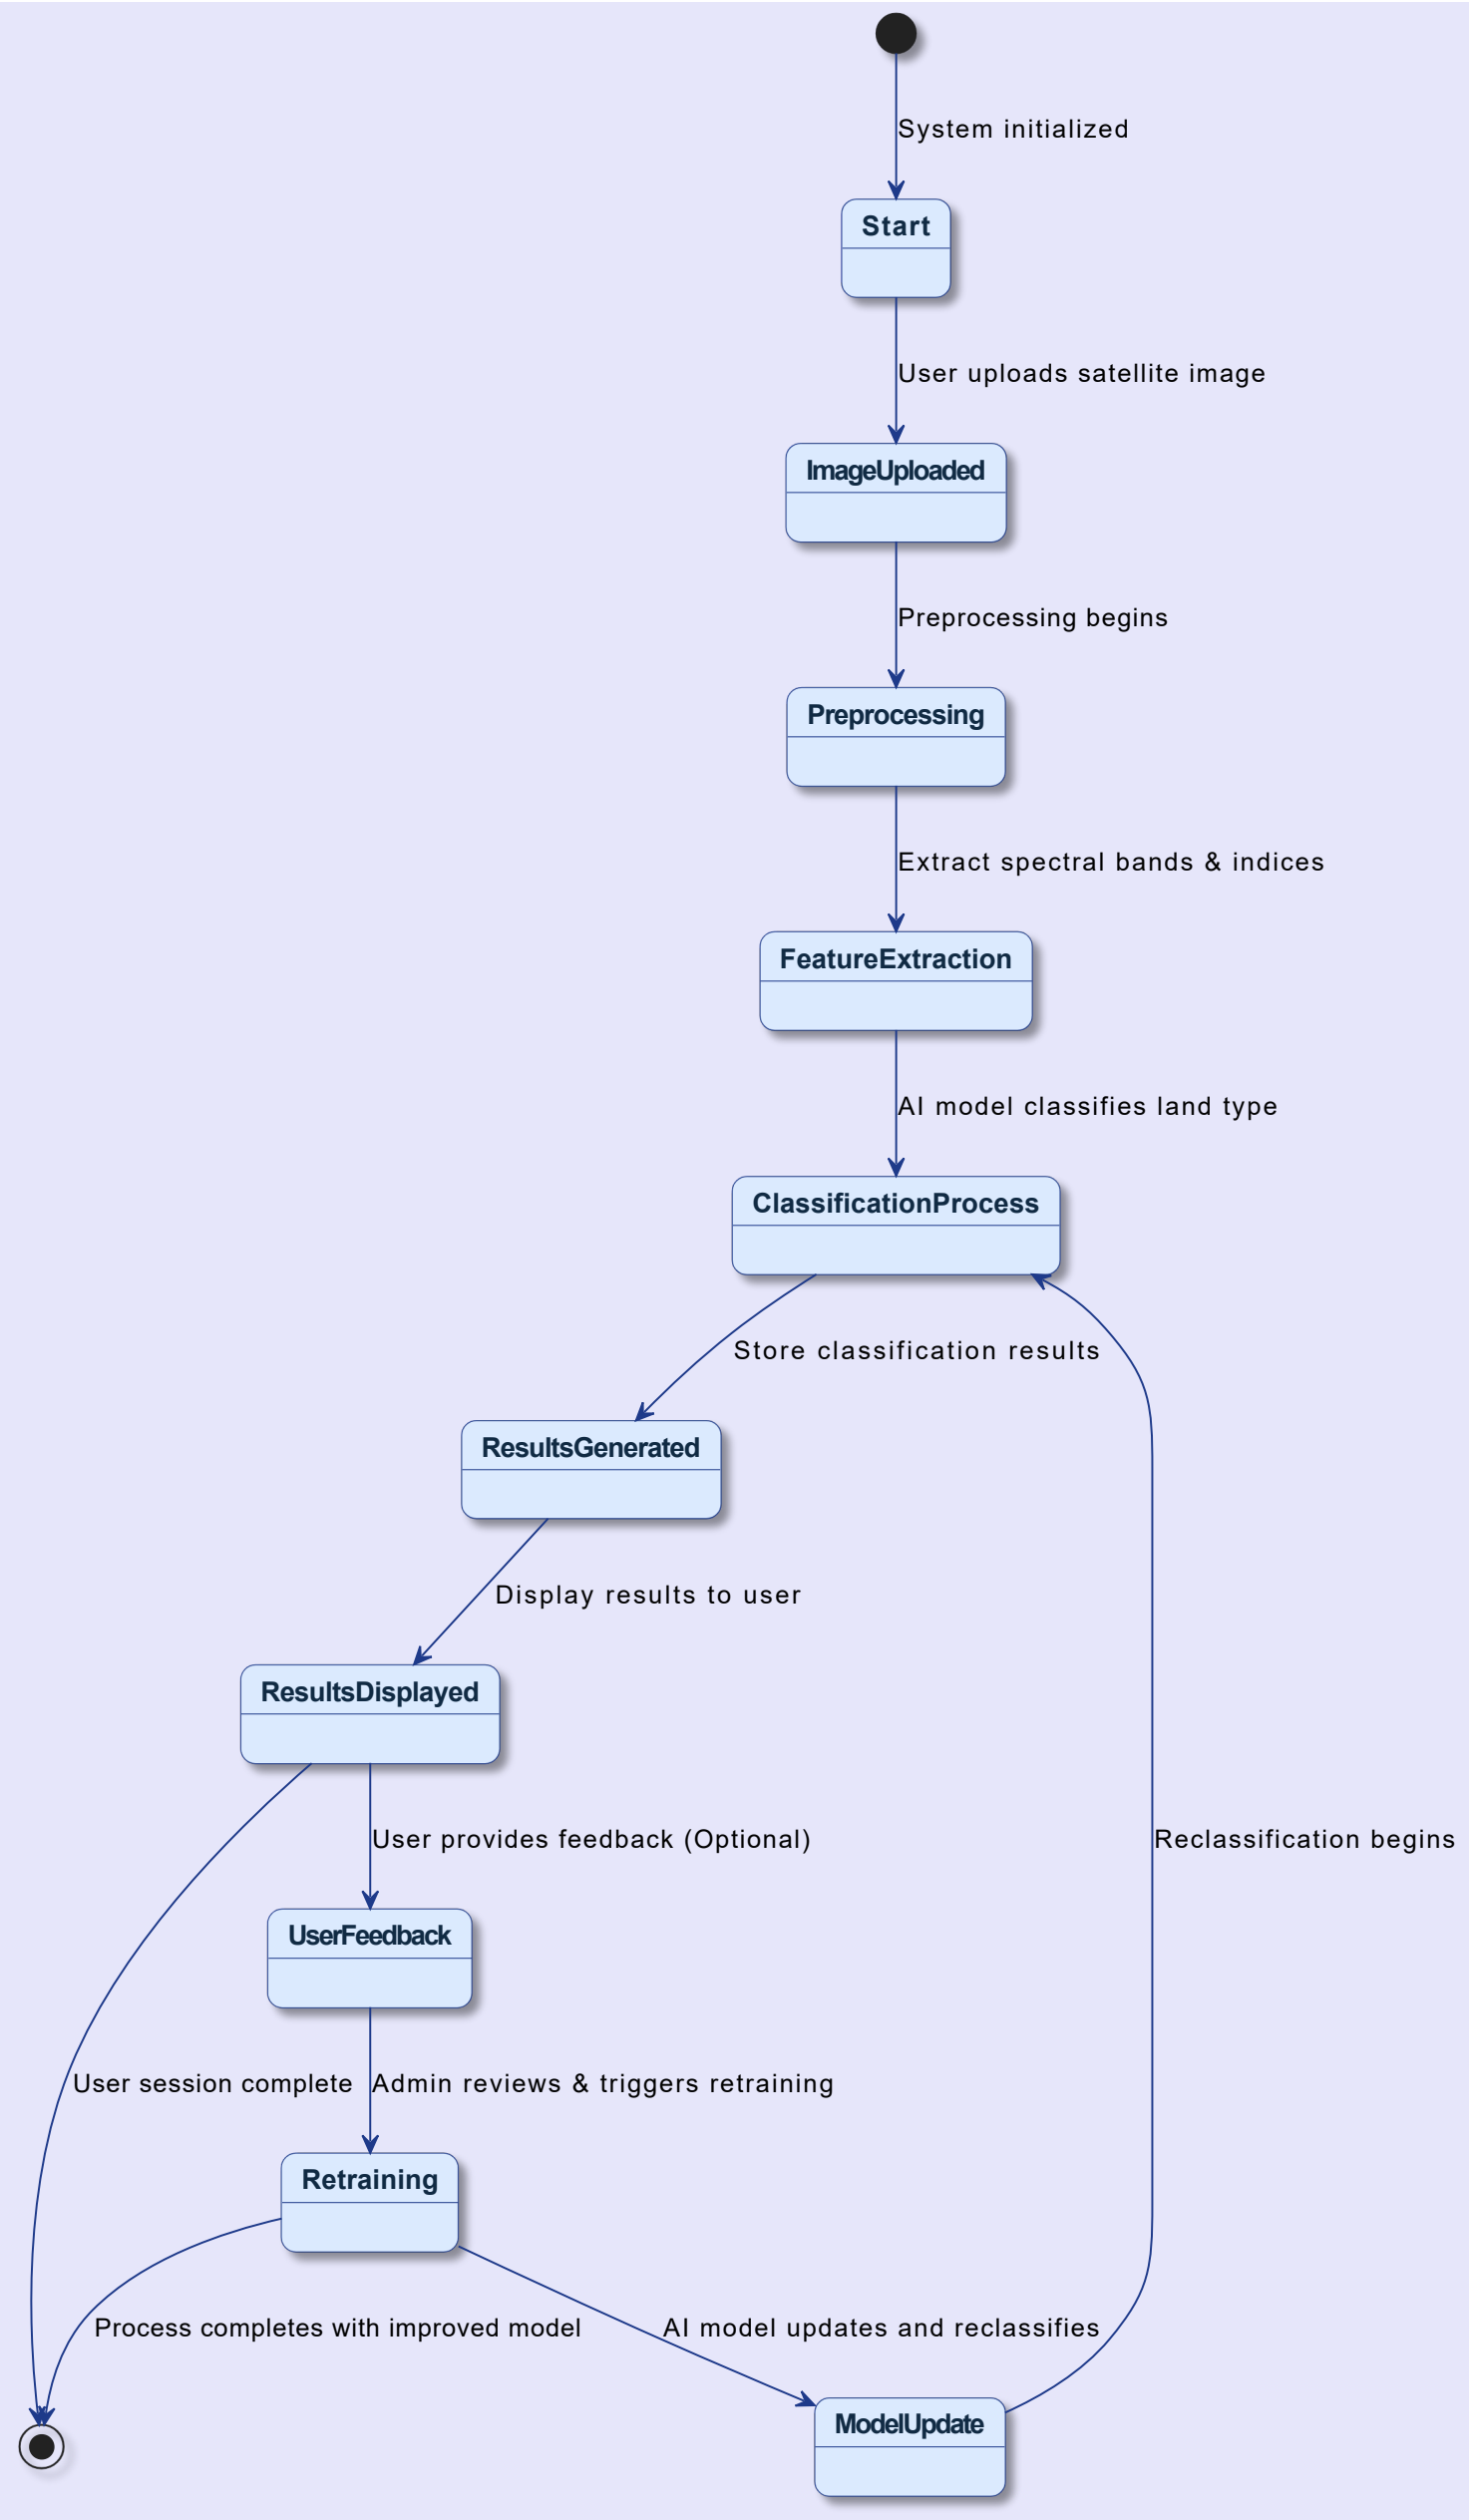 System initialized
Start
User uploads satellite image
ImageUploaded
Preprocessing begins
Preprocessing
Extract spectral bands & indices
FeatureExtraction
AI model classifies land type
ClassificationProcess
Store classification results
ResultsGenerated
Display results to user
ResultsDisplayed
User provides feedback (Optional)
Reclassification begins
UserFeedback
User session complete
Admin reviews & triggers retraining
Retraining
Process completes with improved model
AI model updates and reclassifies
ModelUpdate